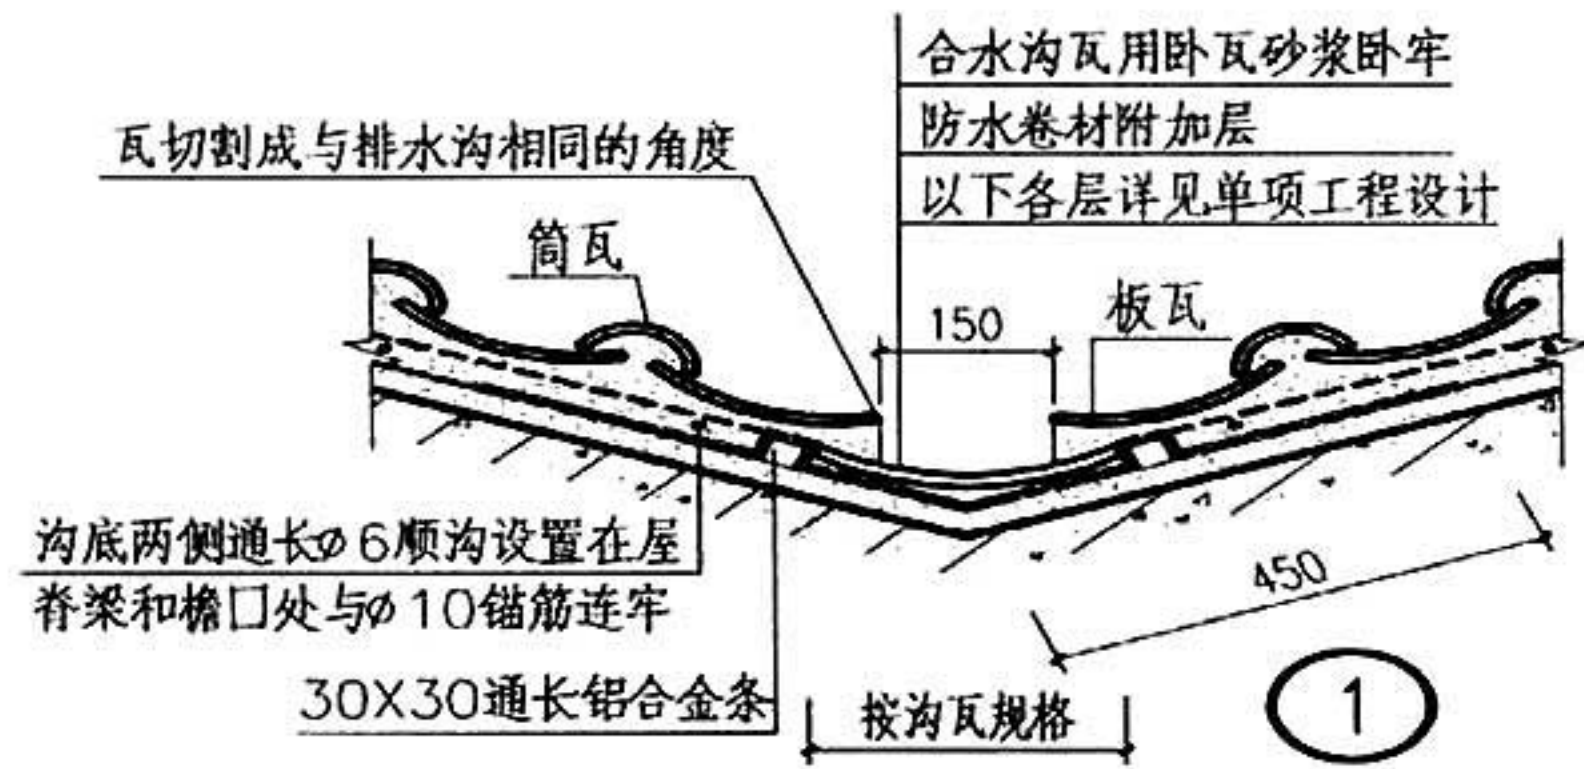 合水沟瓦用卧瓦砂浆卧牢
防水卷材附加层
以下各层详见单项工程设计
瓦切割成与排水沟相同的角度
筒瓦
150
板瓦
沟底两侧通长ø6顺沟设置在屋
脊梁和檐口处与ø10锚筋连牢
30X30通长铝合金条
按沟瓦规格
450
1